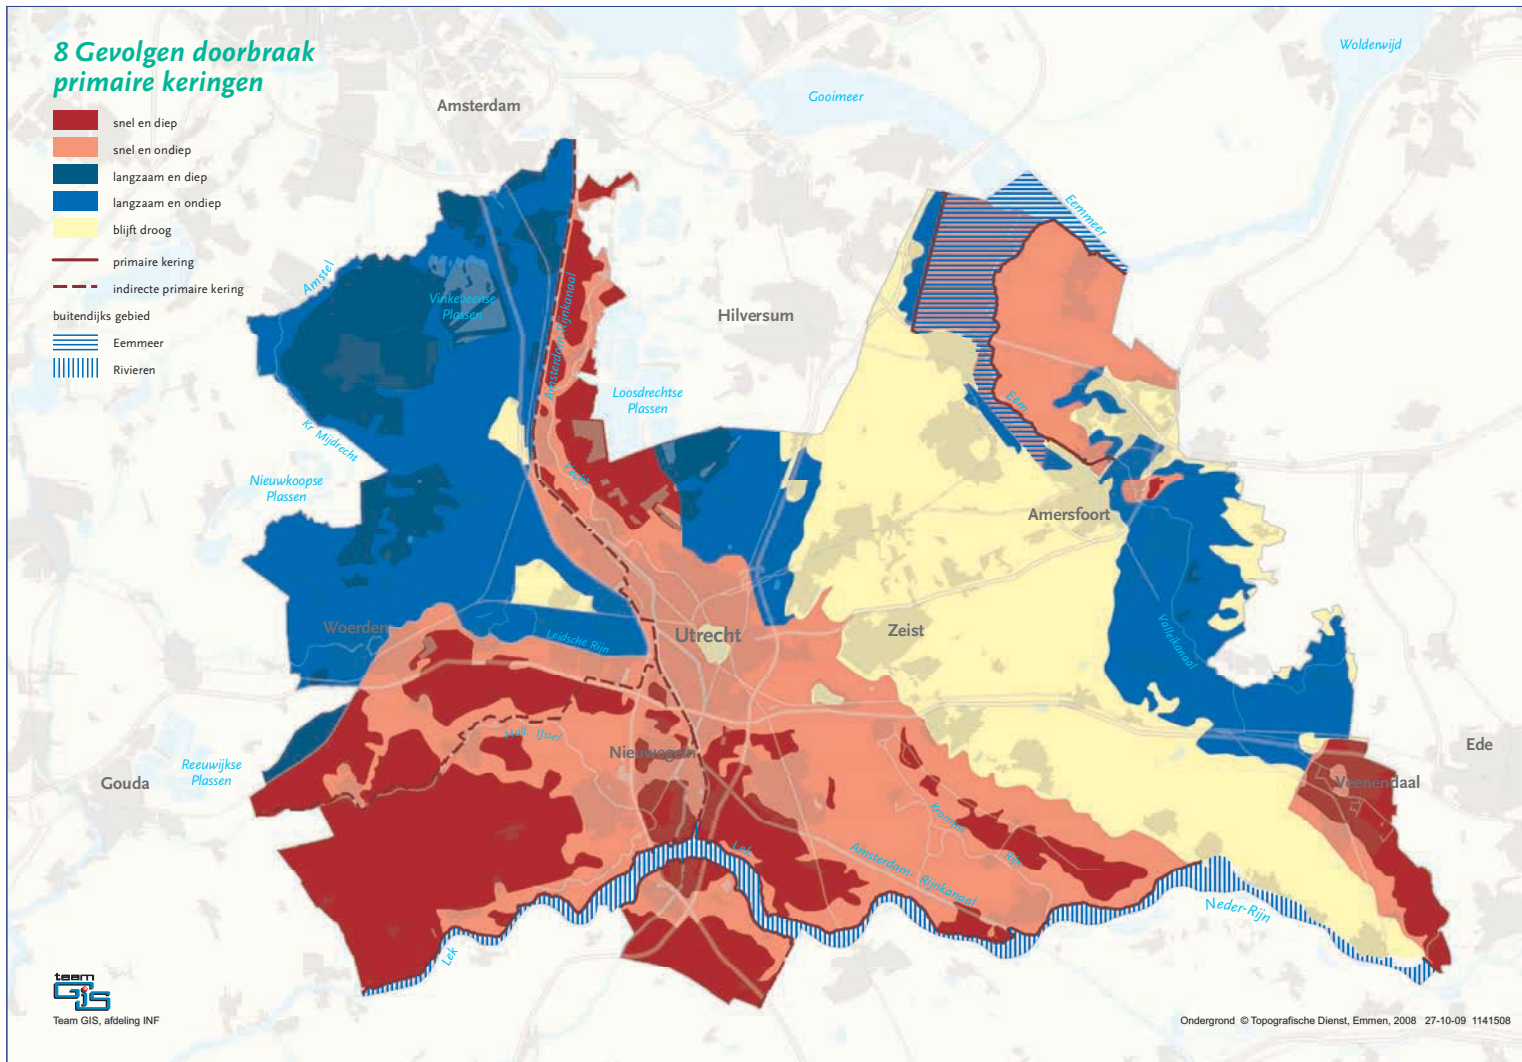 8 Gevolgen doorbraak
primaire keringen
snel en diep
snel en ondiep
langzaam en diep
langzaam en ondiep
blijft droog
primaire kering
indirecte primaire kering
buitendijks gebied
Eemmeer
Rivieren
Amsterdam
Gooimeer
Wolderwijd
Eemmeer
Amstel
Vinkeveense
Plassen
Amsterdam-Rijnkanaal
Hilversum
Loosdrechtse
Plassen
Eem
Kr Mijdrecht
Nieuwkoopse
Plassen
Vecht
Amersfoort
Woerden
Leidsche Rijn
Utrecht
Zeist
Valleikanaal
Holl. IJssel
Nieuwegein
Reeuwijkse
Plassen
Gouda
Ede
Veenendaal
Kromme
Rijn
Lek
Amsterdam- Rijnkanaal
Neder-Rijn
Lek
team
GIS
Team GIS, afdeling INF
Ondergrond © Topografische Dienst, Emmen, 2008 27-10-09 1141508